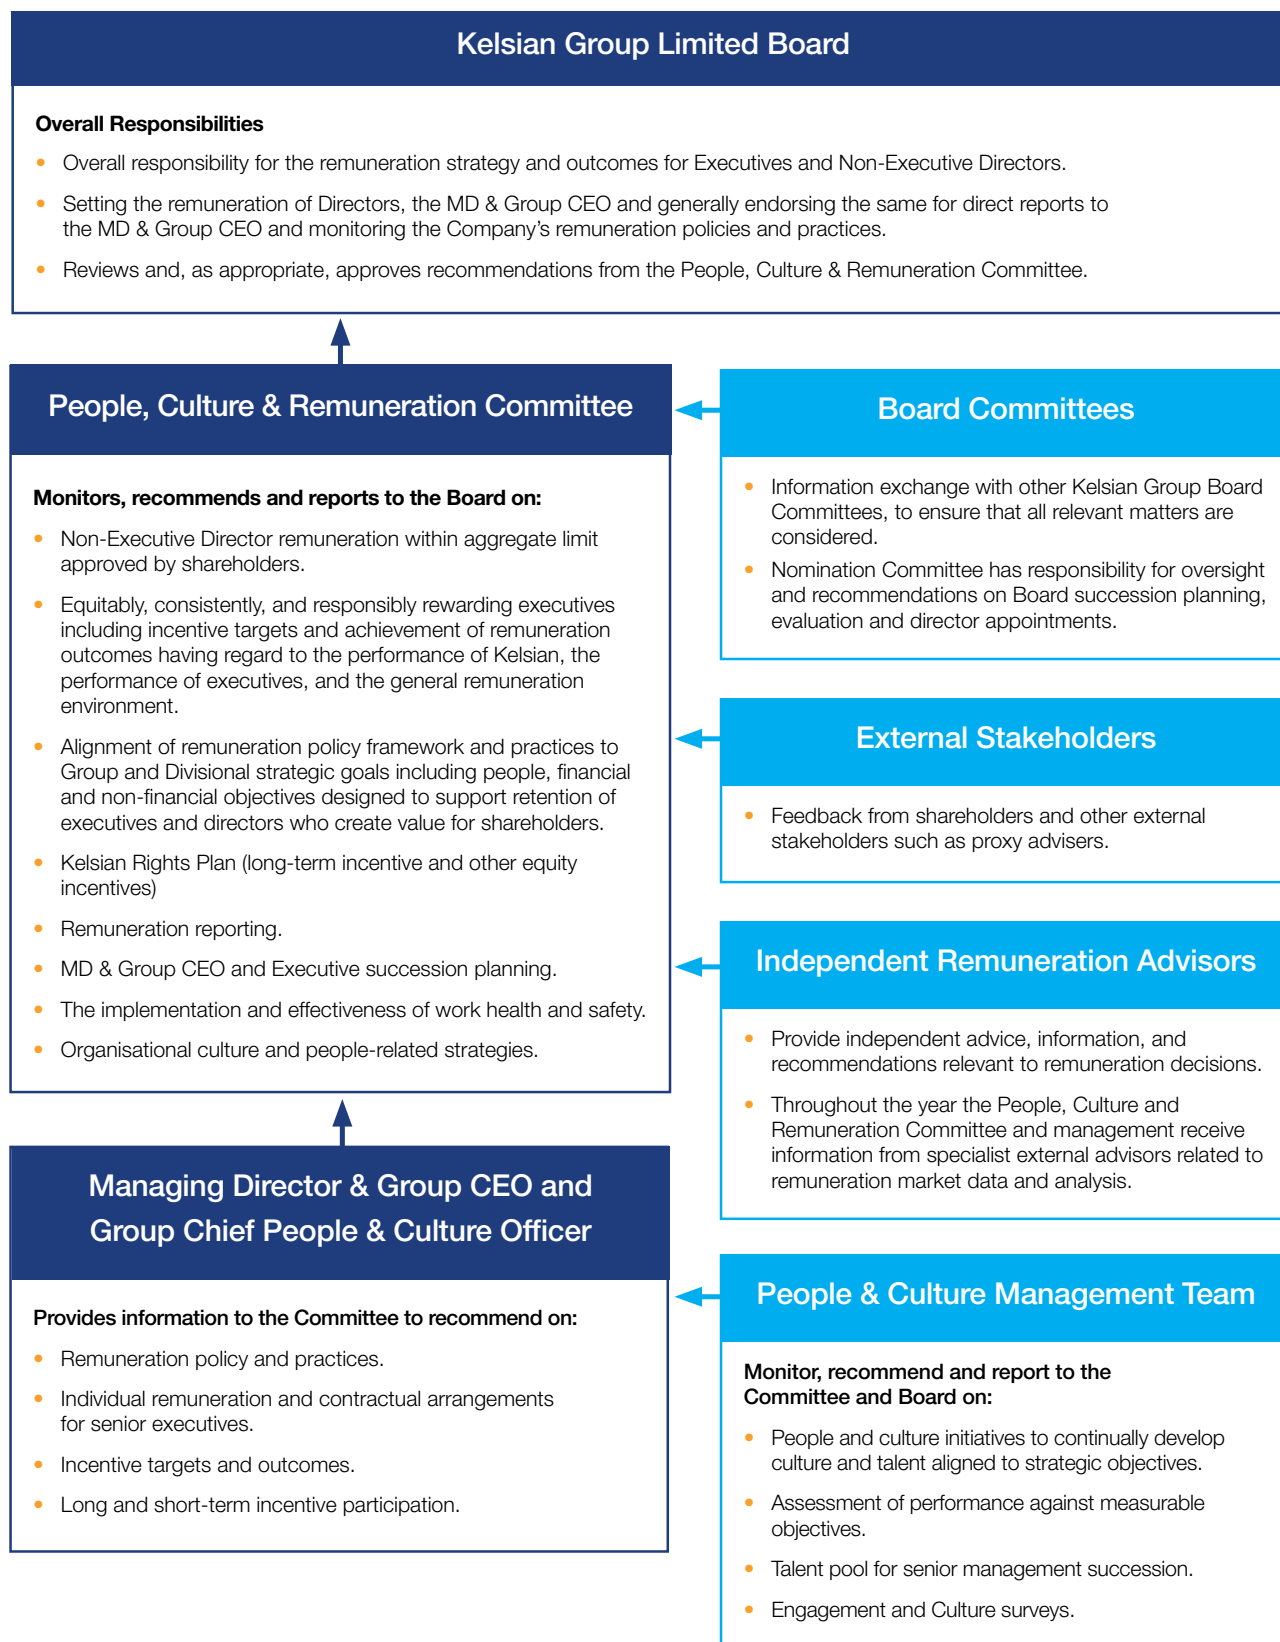 Kelsian Group Limited Board
Overall Responsibilities
• Overall responsibility for the remuneration strategy and outcomes for Executives and Non-Executive Directors.
• Setting the remuneration of Directors, the MD & Group CEO and generally endorsing the same for direct reports to
the MD & Group CEO and monitoring the Company's remuneration policies and practices.
• Reviews and, as appropriate, approves recommendations from the People, Culture & Remuneration Committee.
People, Culture & Remuneration Committee
Monitors, recommends and reports to the Board on:
• Non-Executive Director remuneration within aggregate limit
approved by shareholders.
• Equitably, consistently, and responsibly rewarding executives
including incentive targets and achievement of remuneration
outcomes having regard to the performance of Kelsian, the
performance of executives, and the general remuneration
environment.
• Alignment of remuneration policy framework and practices to
Group and Divisional strategic goals including people, financial
and non-financial objectives designed to support retention of
executives and directors who create value for shareholders.
• Kelsian Rights Plan (long-term incentive and other equity
incentives)
• Remuneration reporting.
• MD & Group CEO and Executive succession planning.
• The implementation and effectiveness of work health and safety.
• Organisational culture and people-related strategies.
Managing Director & Group CEO and
Group Chief People & Culture Officer
Provides information to the Committee to recommend on:
• Remuneration policy and practices.
• Individual remuneration and contractual arrangements
for senior executives.
• Incentive targets and outcomes.
• Long and short-term incentive participation.
Board Committees
• Information exchange with other Kelsian Group Board
Committees, to ensure that all relevant matters are
considered.
• Nomination Committee has responsibility for oversight
and recommendations on Board succession planning,
evaluation and director appointments.
External Stakeholders
• Feedback from shareholders and other external
stakeholders such as proxy advisers.
Independent Remuneration Advisors
• Provide independent advice, information, and
recommendations relevant to remuneration decisions.
• Throughout the year the People, Culture and
Remuneration Committee and management receive
information from specialist external advisors related to
remuneration market data and analysis.
People & Culture Management Team
Monitor, recommend and report to the
Committee and Board on:
• People and culture initiatives to continually develop
culture and talent aligned to strategic objectives.
• Assessment of performance against measurable
objectives.
• Talent pool for senior management succession.
• Engagement and Culture surveys.